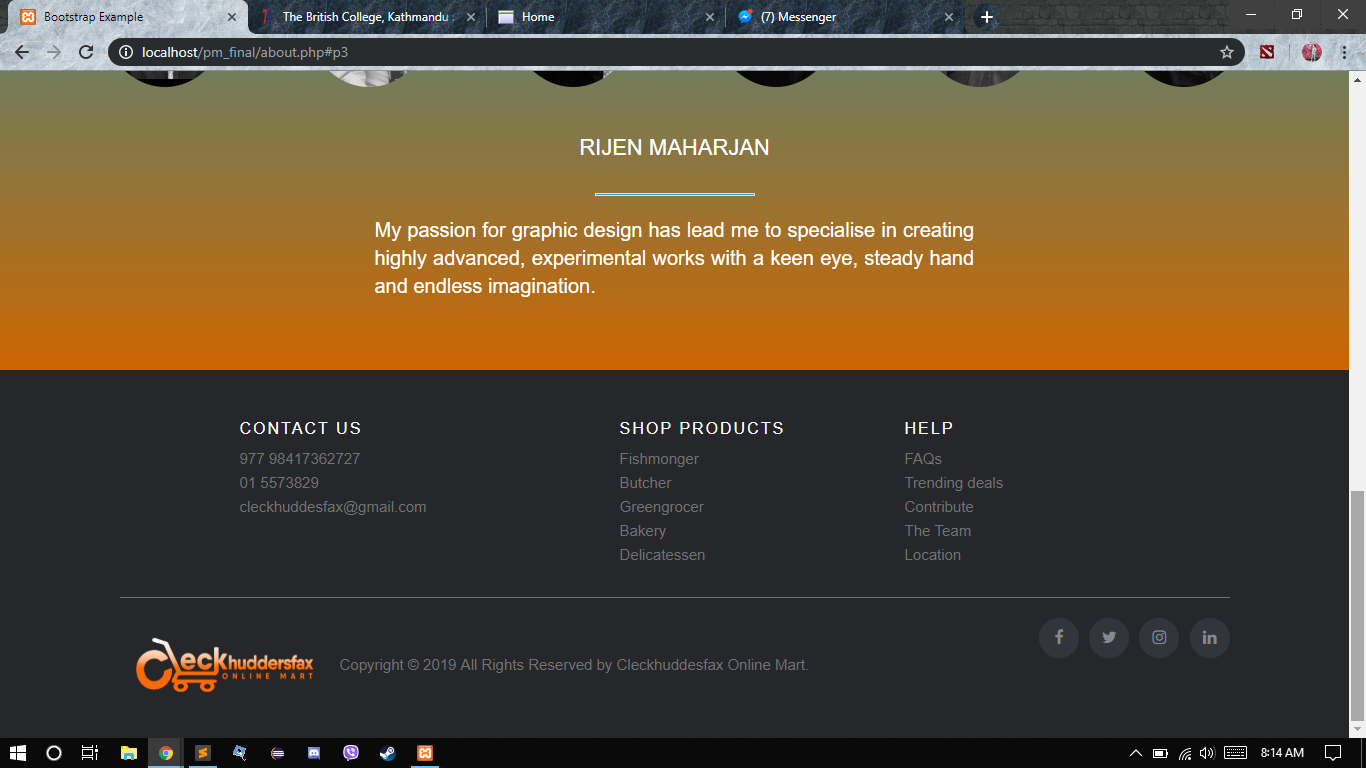 Bootstrap Example
The British College, Kathmandu
Home
(7) Messenger
localhost/pm_final/about.php#p3
RIJEN MAHARJAN
My passion for graphic design has lead me to specialise in creating
highly advanced, experimental works with a keen eye, steady hand
and endless imagination.
CONTACT US
977 98417362727
01 5573829
cleckhuddesfax@gmail.com
SHOP PRODUCTS
Fishmonger
Butcher
Greengrocer
Bakery
Delicatessen
HELP
FAQs
Trending deals
Contribute
The Team
Location
Cleckhuddersfax
ONLINE MART
Copyright © 2019 All Rights Reserved by Cleckhuddesfax Online Mart.
8:14 AM